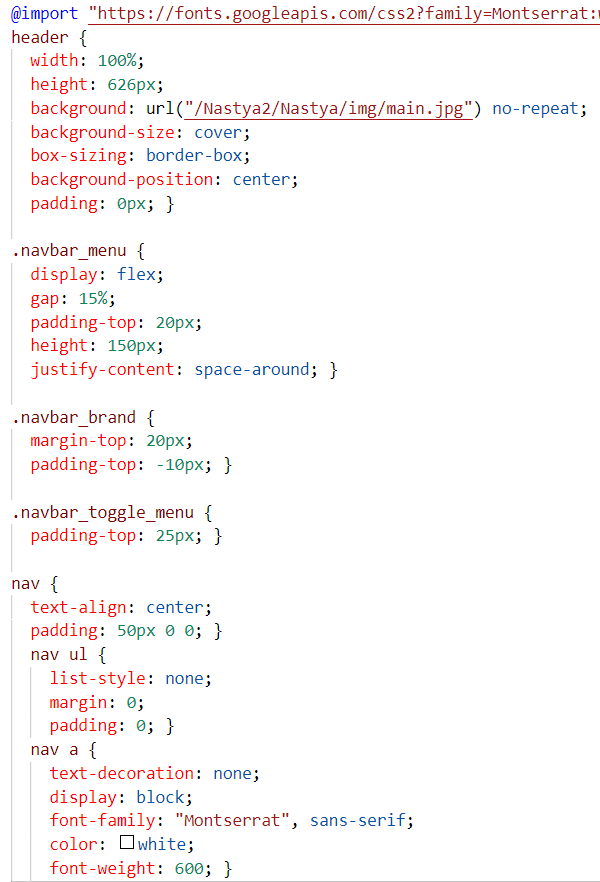 @import "https://fonts.googleapis.com/css2?family=Montserrat:
header {
width: 100%;
height: 626px;
background: url("/Nastya2/Nastya/img/main.jpg") no-repeat;
background-size: cover;
box-sizing: border-box;
background-position: center;
padding: 0px; }
.navbar_menu {
display: flex;
gap: 15%;
padding-top: 20px;
height: 150px;
justify-content: space-around; }
.navbar_brand {
margin-top: 20px;
padding-top: -10px; }
.navbar_toggle_menu {
padding-top: 25px; }
nav {
text-align: center;
padding: 50px 0 0; }
nav ul {
list-style: none;
margin: 0;
padding: 0; }
nav a {
text-decoration: none;
display: block;
font-family: "Montserrat", sans-serif;
color: white;
font-weight: 600; }